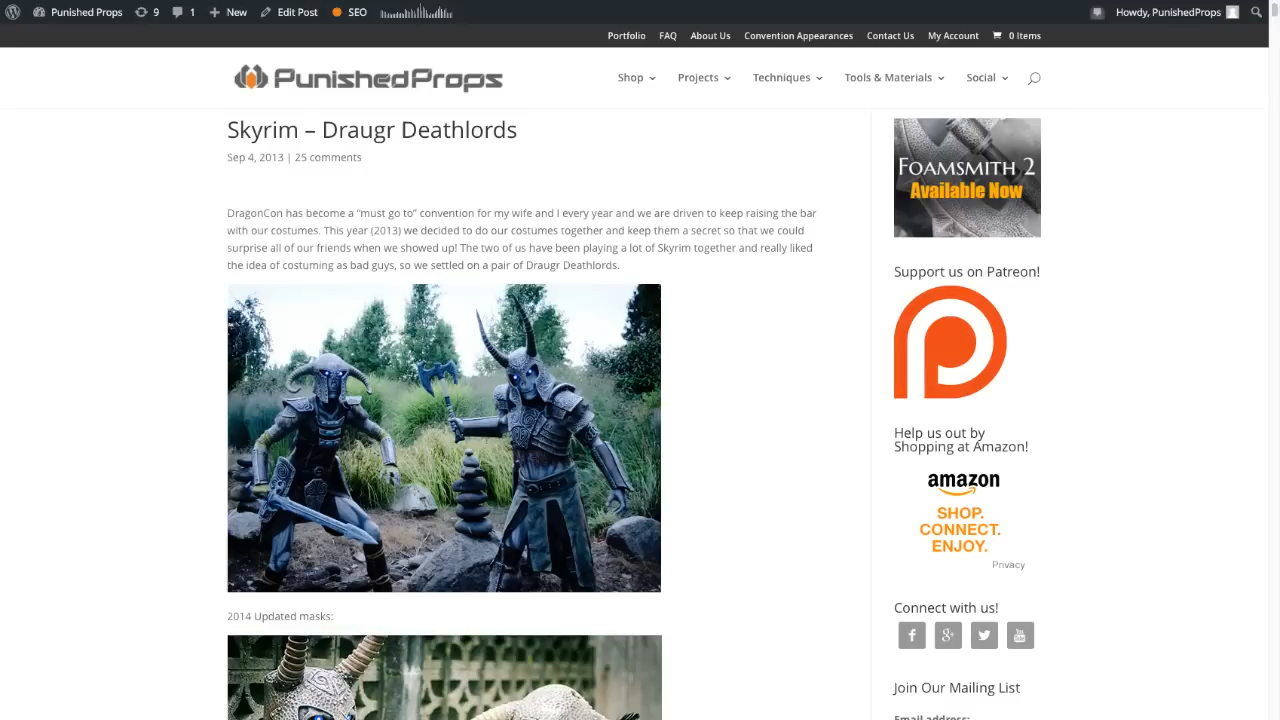 Punished Props 9 1 New Edit Post SEO Howdy, PunishedProps
Portfolio FAQ About Us Convention Appearances Contact Us My Account 0 Items
PunishedProps Shop Projects Techniques Tools & Materials Social
Skyrim – Draugr Deathlords
Sep 4, 2013 | 25 comments
DragonCon has become a “must go to” convention for my wife and I every year and we are driven to keep raising the bar
with our costumes. This year (2013) we decided to do our costumes together and keep them a secret so that we could
surprise all of our friends when we showed up! The two of us have been playing a lot of Skyrim together and really liked
the idea of costuming as bad guys, so we settled on a pair of Draugr Deathlords.
2014 Updated masks:
FOAMSMITH 2
Available Now
Support us on Patreon!
Help us out by
Shopping at Amazon!
amazon
SHOP.
CONNECT.
ENJOY.
Privacy
Connect with us!
f g+ You Tube
Join Our Mailing List
Email address: